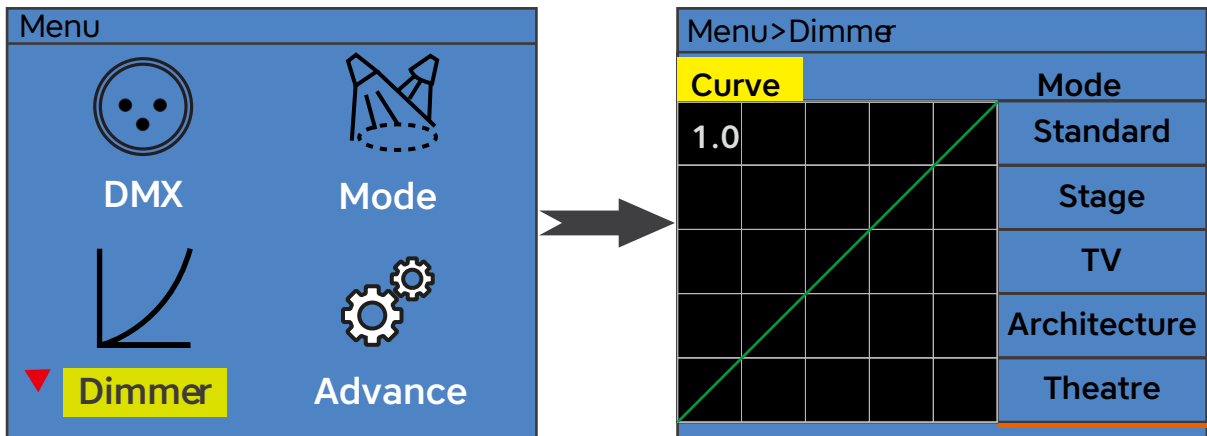 Menu
DMX
Mode
Dimmer
Advance
Menu>Dimmer
Curve
Mode
1.0
Standard
Stage
TV
Architecture
Theatre